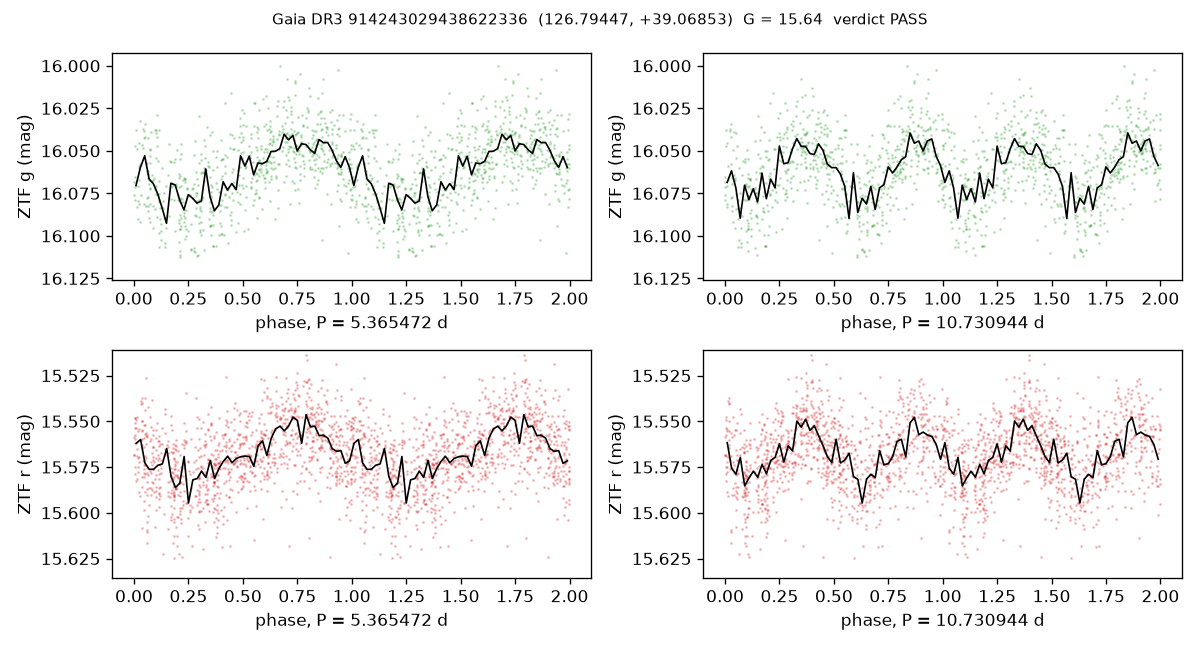 Gaia DR3 914243029438622336 (126.79447, +39.06853) G = 15.64 verdict PASS
ZTF g (mag)
16.000
16.025
16.050
16.075
16.100
16.125
0.00 0.25 0.50 0.75 1.00 1.25 1.50 1.75 2.00
phase, P = 5.365472 d
ZTF g (mag)
16.000
16.025
16.050
16.075
16.100
16.125
0.00 0.25 0.50 0.75 1.00 1.25 1.50 1.75 2.00
phase, P = 10.730944 d
ZTF r (mag)
15.525
15.550
15.575
15.600
15.625
0.00 0.25 0.50 0.75 1.00 1.25 1.50 1.75 2.00
phase, P = 5.365472 d
ZTF r (mag)
15.525
15.550
15.575
15.600
15.625
0.00 0.25 0.50 0.75 1.00 1.25 1.50 1.75 2.00
phase, P = 10.730944 d